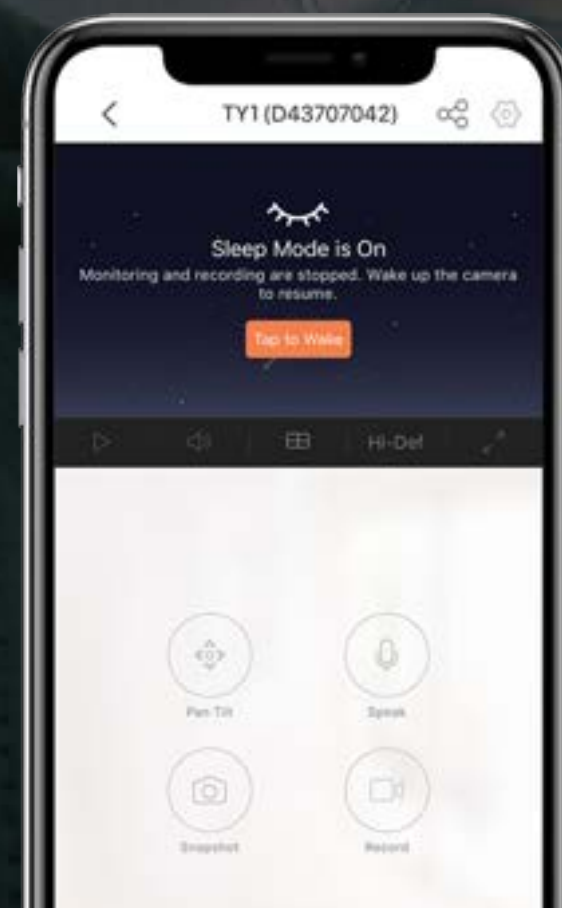 TY1 (D43707042)
Sleep Mode is On
Monitoring and recording are stopped. Wake up the camera
to resume.
Tap to Wake
Hi-Def
Pan Tilt
Speak
Snapshot
Record